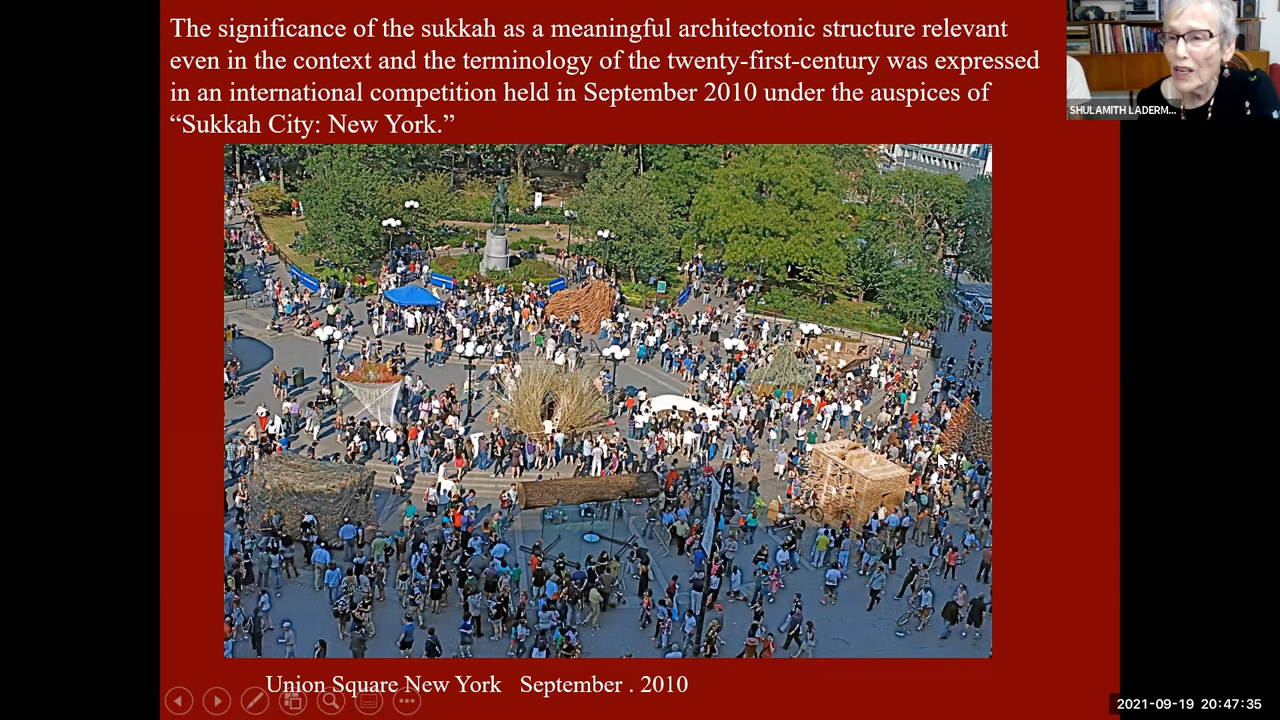 The significance of the sukkah as a meaningful architectonic structure relevant
even in the context and the terminology of the twenty-first-century was expressed
in an international competition held in September 2010 under the auspices of
“Sukkah City: New York.”
SHULAMITH LADERM...
Union Square New York   September . 2010
2021-09-19 20:47:35